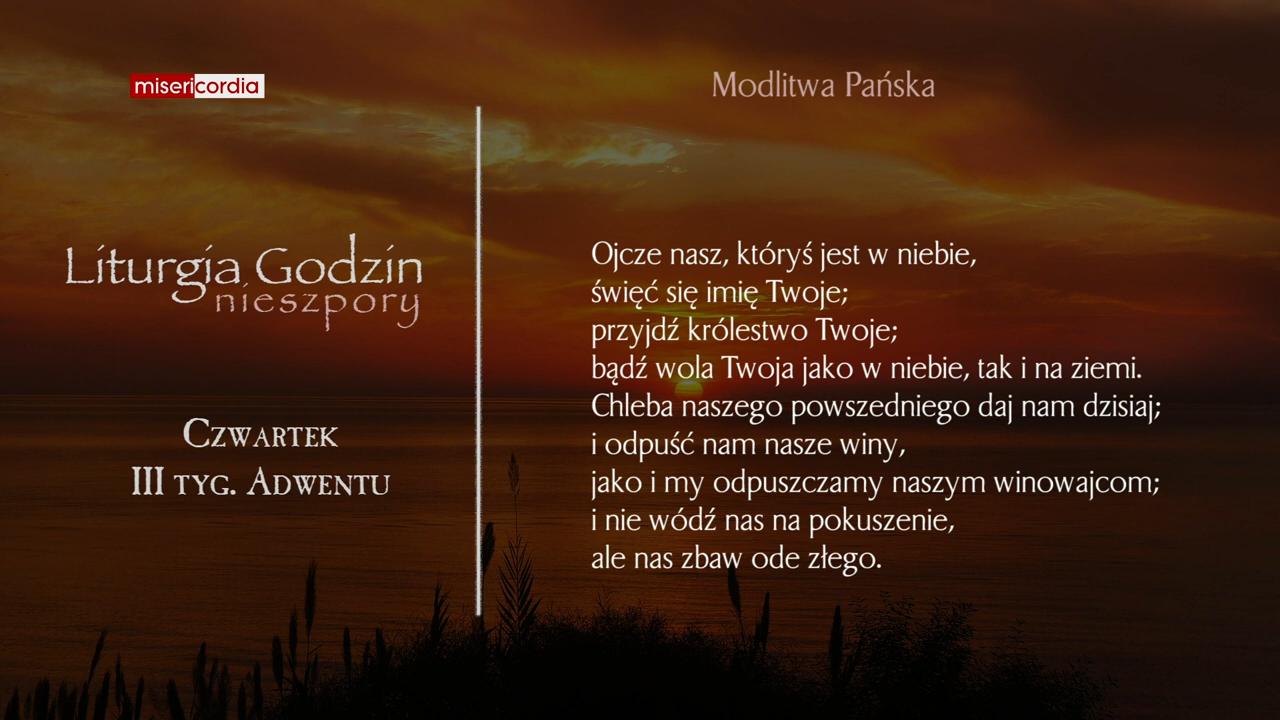 misericordia
Liturgia Godzin
nieszpory
Czwartek
III tyg. Adwentu
Modlitwa Pańska
Ojcze nasz, któryś jest w niebie,
święć się imię Twoje;
przyjdź królestwo Twoje;
bądź wola Twoja jako w niebie, tak i na ziemi.
Chleba naszego powszedniego daj nam dzisiaj;
i odpuść nam nasze winy,
jako i my odpuszczamy naszym winowajcom;
i nie wódź nas na pokuszenie,
ale nas zbaw ode złego.